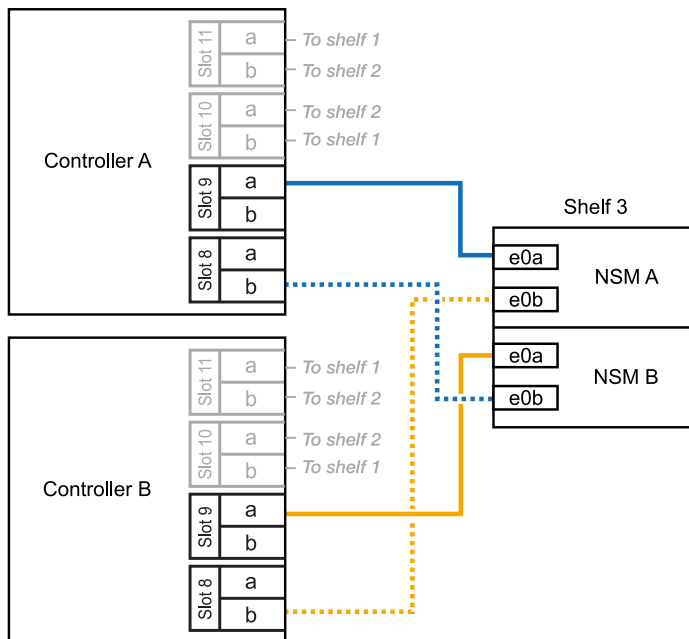 Controller A
Slot 11
a
To shelf 1
b
To shelf 2
Slot 10
a
To shelf 2
b
To shelf 1
Slot 9
a
b
Slot 8
a
b
Controller B
Slot 11
a
To shelf 1
b
To shelf 2
Slot 10
a
To shelf 2
b
To shelf 1
Slot 9
a
b
Slot 8
a
b
Shelf 3
NSM A
e0a
e0b
NSM B
e0a
e0b